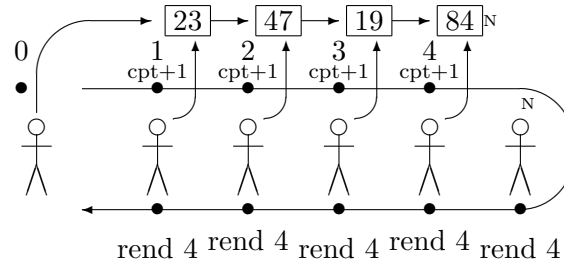 23 47 19 84 N
0 1 2 3 4
cpt+1 cpt+1 cpt+1 cpt+1
N
rend 4 rend 4 rend 4 rend 4 rend 4